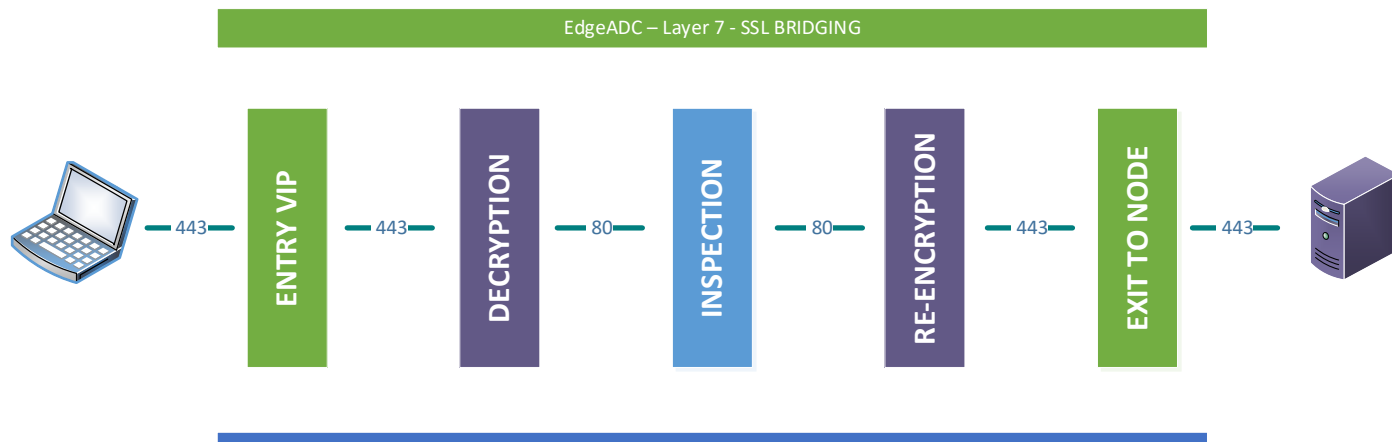 EdgeADC – Layer 7 - SSL BRIDGING
443
ENTRY VIP
443
DECRYPTION
80
INSPECTION
80
RE-ENCRYPTION
443
EXIT TO NODE
443